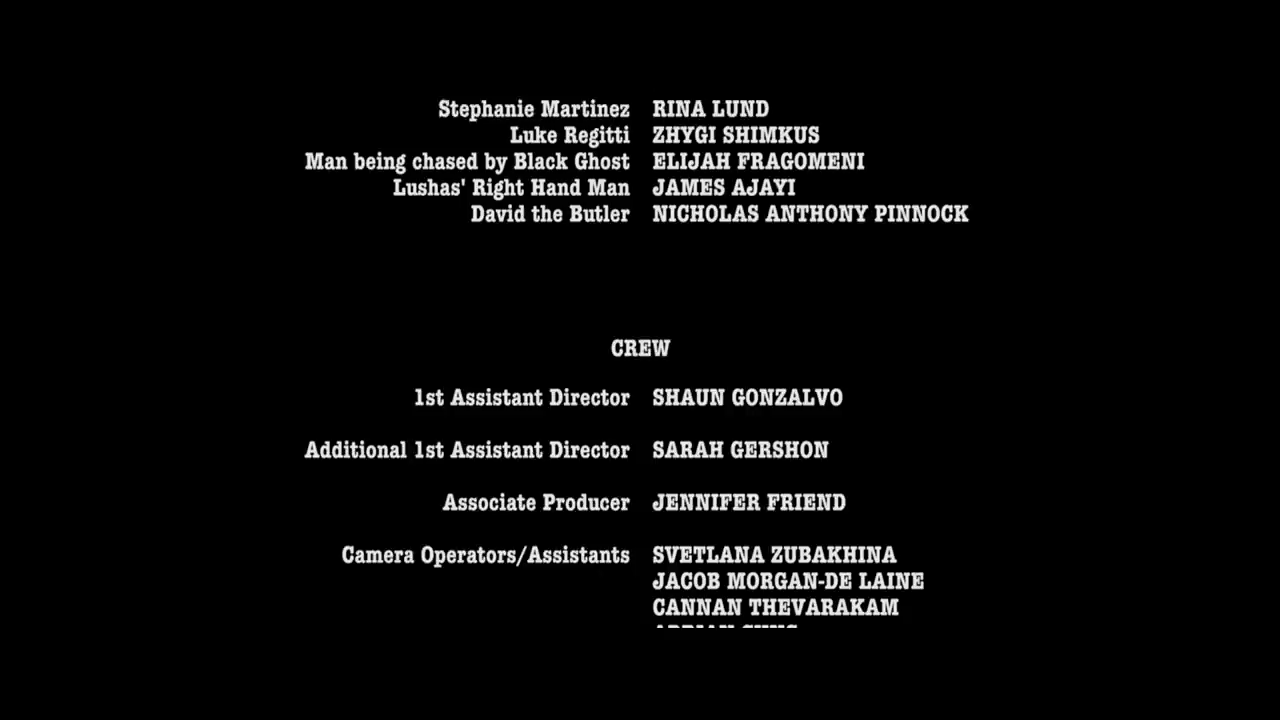 Stephanie Martinez RINA LUND
Luke Regitti ZHYGI SHIMKUS
Man being chased by Black Ghost ELIJAH FRAGOMENI
Lushas' Right Hand Man JAMES AJAYI
David the Butler NICHOLAS ANTHONY PINNOCK
CREW
1st Assistant Director SHAUN GONZALVO
Additional 1st Assistant Director SARAH GERSHON
Associate Producer JENNIFER FRIEND
Camera Operators/Assistants SVETLANA ZUBAKHINA
JACOB MORGAN-DE LAINE
CANNAN THEVARAKAM